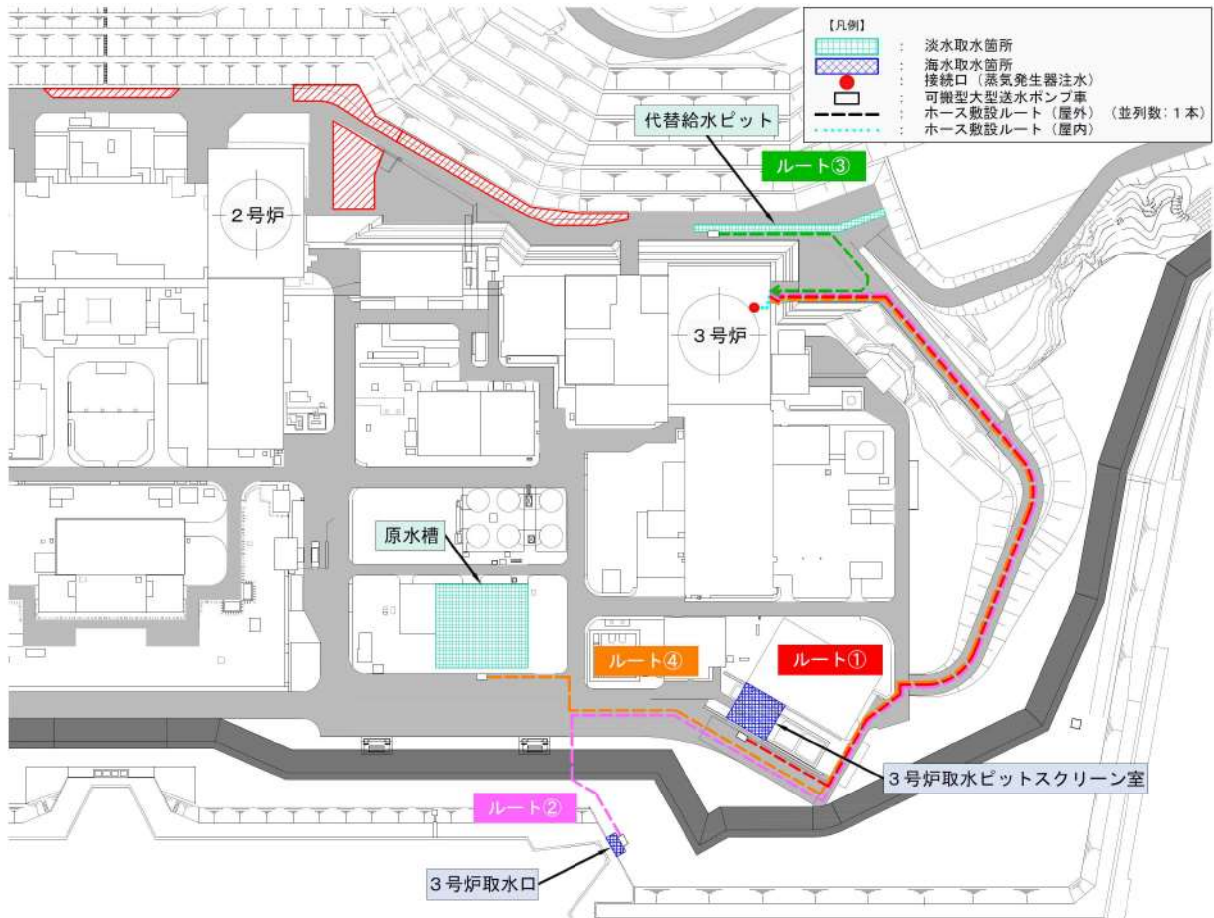 【凡例】
： 淡水取水箇所
： 海水取水箇所
： 接続口（蒸気発生器注水）
： 可搬型大型送水ポンプ車
： ホース敷設ルート（屋外）（並列数：１本）
： ホース敷設ルート（屋内）
代替給水ピット
ルート③
２号炉
３号炉
原水槽
ルート④
ルート①
３号炉取水ピットスクリーン室
ルート②
３号炉取水口